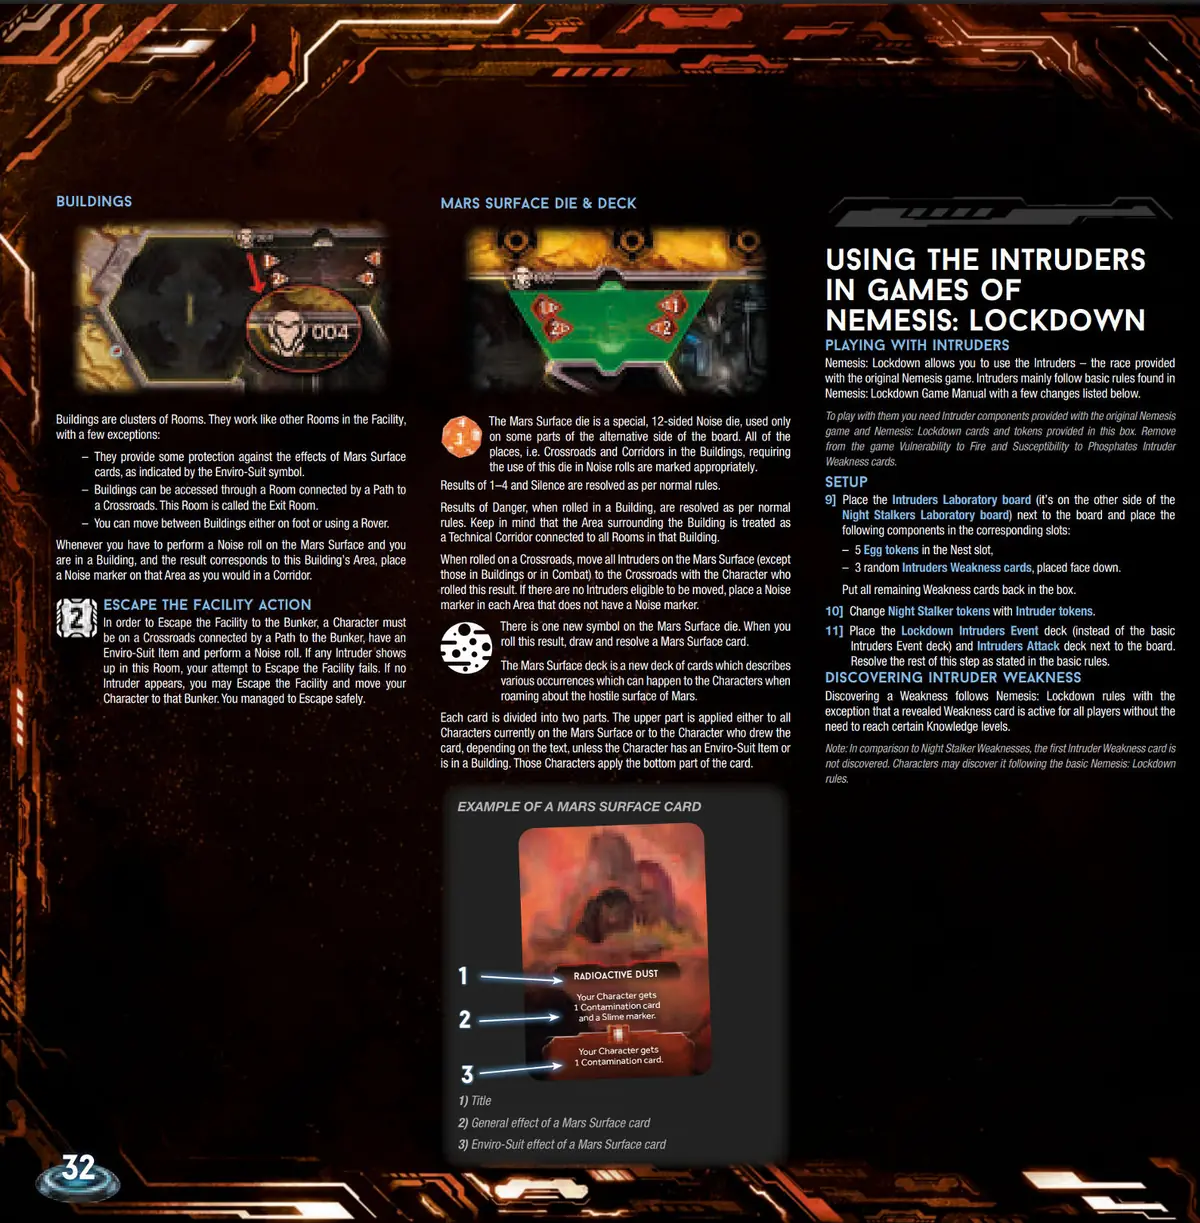 BUILDINGS
004
1
2
2
Buildings are clusters of Rooms. They work like other Rooms in the Facility,
with a few exceptions:
– They provide some protection against the effects of Mars Surface
cards, as indicated by the Enviro-Suit symbol.
– Buildings can be accessed through a Room connected by a Path to
a Crossroads. This Room is called the Exit Room.
– You can move between Buildings either on foot or using a Rover.
Whenever you have to perform a Noise roll on the Mars Surface and you
are in a Building, and the result corresponds to this Building's Area, place
a Noise marker on that Area as you would in a Corridor.
2
ESCAPE THE FACILITY ACTION
In order to Escape the Facility to the Bunker, a Character must
be on a Crossroads connected by a Path to the Bunker, have an
Enviro-Suit Item and perform a Noise roll. If any Intruder shows
up in this Room, your attempt to Escape the Facility fails. If no
Intruder appears, you may Escape the Facility and move your
Character to that Bunker. You managed to Escape safely.
MARS SURFACE DIE & DECK
1
1
2
2
3
The Mars Surface die is a special, 12-sided Noise die, used only
on some parts of the alternative side of the board. All of the
places, i.e. Crossroads and Corridors in the Buildings, requiring
the use of this die in Noise rolls are marked appropriately.
Results of 1–4 and Silence are resolved as per normal rules.
Results of Danger, when rolled in a Building, are resolved as per normal
rules. Keep in mind that the Area surrounding the Building is treated as
a Technical Corridor connected to all Rooms in that Building.
When rolled on a Crossroads, move all Intruders on the Mars Surface (except
those in Buildings or in Combat) to the Crossroads with the Character who
rolled this result. If there are no Intruders eligible to be moved, place a Noise
marker in each Area that does not have a Noise marker.
There is one new symbol on the Mars Surface die. When you
roll this result, draw and resolve a Mars Surface card.
The Mars Surface deck is a new deck of cards which describes
various occurrences which can happen to the Characters when
roaming about the hostile surface of Mars.
Each card is divided into two parts. The upper part is applied either to all
Characters currently on the Mars Surface or to the Character who drew the
card, depending on the text, unless the Character has an Enviro-Suit Item or
is in a Building. Those Characters apply the bottom part of the card.
EXAMPLE OF A MARS SURFACE CARD
1
2
3
RADIOACTIVE DUST
Your Character gets
1 Contamination card
and a Slime marker.
Your Character gets
1 Contamination card.
1) Title
2) General effect of a Mars Surface card
3) Enviro-Suit effect of a Mars Surface card
USING THE INTRUDERS
IN GAMES OF
NEMESIS: LOCKDOWN
PLAYING WITH INTRUDERS
Nemesis: Lockdown allows you to use the Intruders – the race provided
with the original Nemesis game. Intruders mainly follow basic rules found in
Nemesis: Lockdown Game Manual with a few changes listed below.
To play with them you need Intruder components provided with the original Nemesis
game and Nemesis: Lockdown cards and tokens provided in this box. Remove
from the game Vulnerability to Fire and Susceptibility to Phosphates Intruder
Weakness cards.
SETUP
9] Place the Intruders Laboratory board (it's on the other side of the
Night Stalkers Laboratory board) next to the board and place the
following components in the corresponding slots:
– 5 Egg tokens in the Nest slot,
– 3 random Intruders Weakness cards, placed face down.
Put all remaining Weakness cards back in the box.
10] Change Night Stalker tokens with Intruder tokens.
11] Place the Lockdown Intruders Event deck (instead of the basic
Intruders Event deck) and Intruders Attack deck next to the board.
Resolve the rest of this step as stated in the basic rules.
DISCOVERING INTRUDER WEAKNESS
Discovering a Weakness follows Nemesis: Lockdown rules with the
exception that a revealed Weakness card is active for all players without the
need to reach certain Knowledge levels.
Note: In comparison to Night Stalker Weaknesses, the first Intruder Weakness card is
not discovered. Characters may discover it following the basic Nemesis: Lockdown
rules.
32